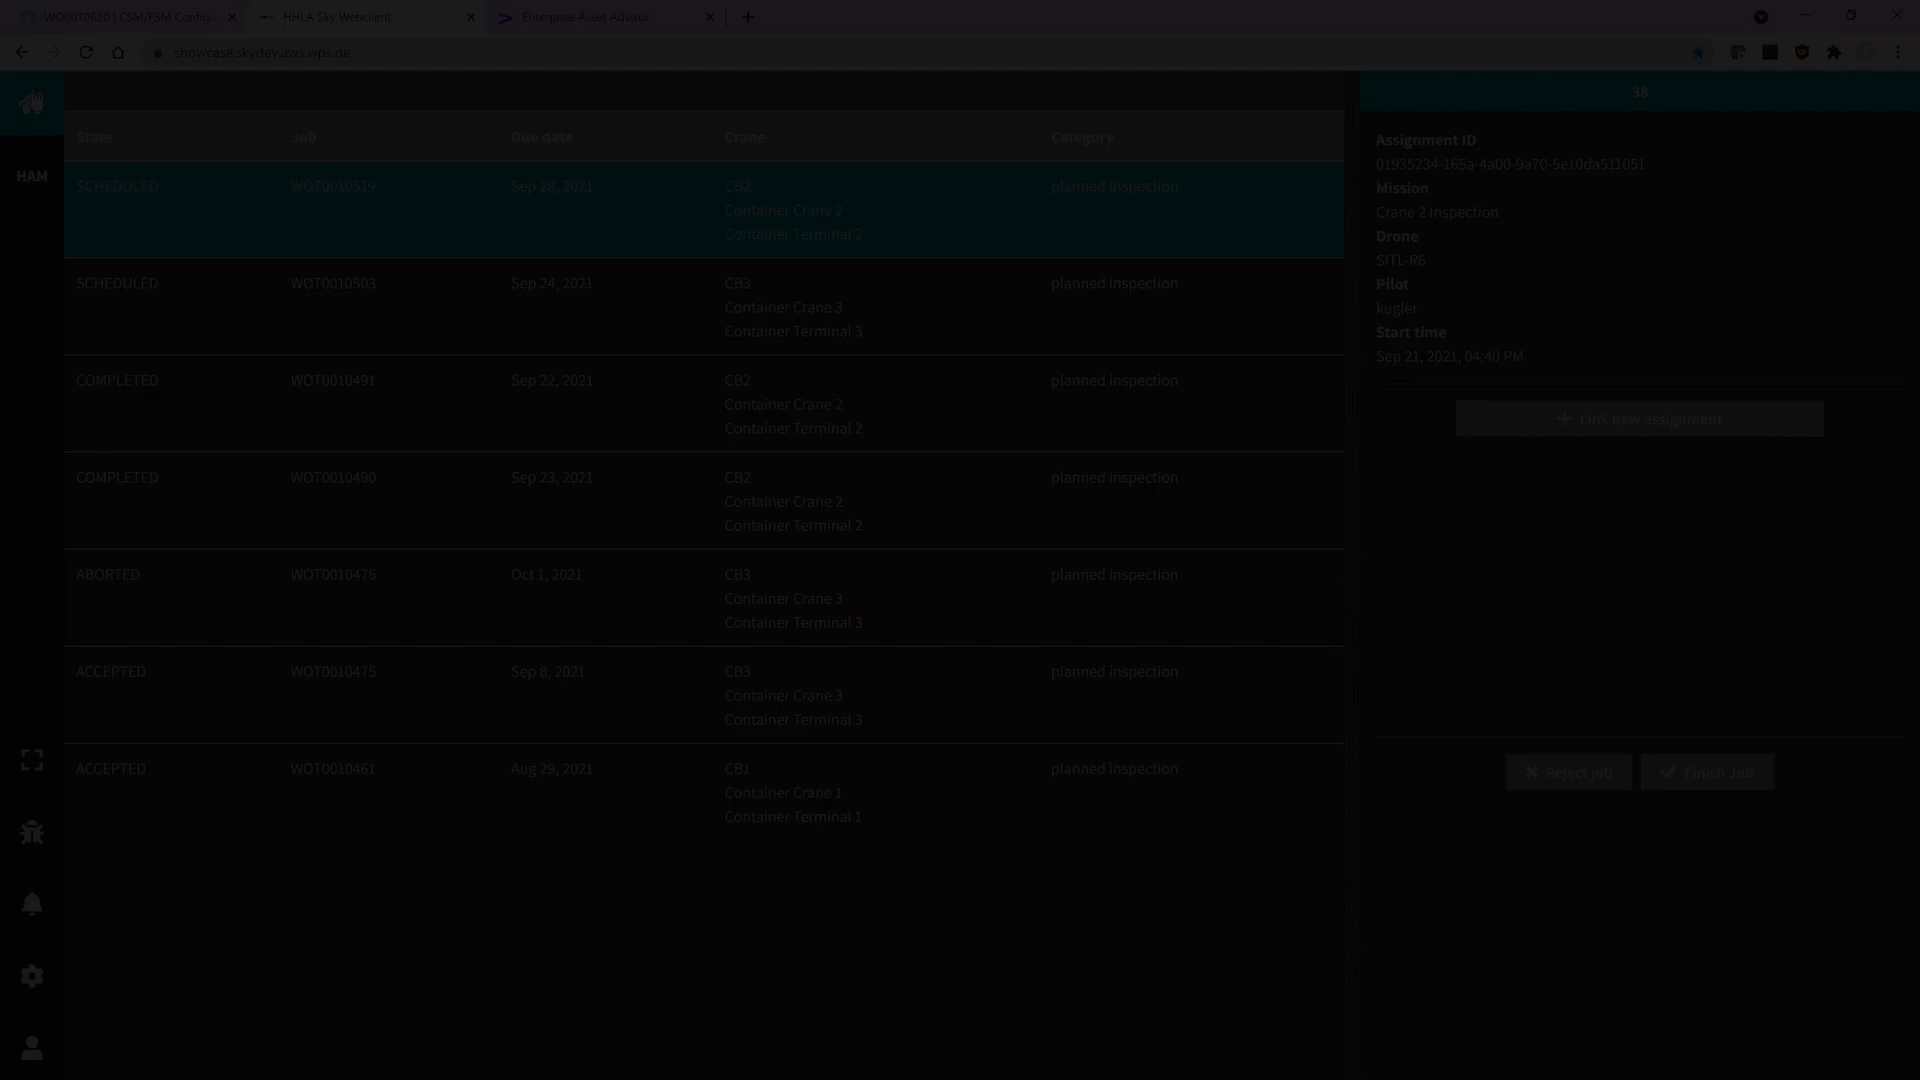 WO0010620 | CSM/PSM Configu
HHLA Sky Webclient
Enterprise Asset Advisor
showcase.skydev.aws.wps.de
HAM
State Job Due date Crane Category
SCHEDULED WOT0010519 Sep 28, 2021 CB2 planned inspection
Container Crane 2
Container Terminal 2
SCHEDULED WOT0010503 Sep 24, 2021 CB3 planned inspection
Container Crane 3
Container Terminal 3
COMPLETED WOT0010491 Sep 22, 2021 CB2 planned inspection
Container Crane 2
Container Terminal 2
COMPLETED WOT0010490 Sep 23, 2021 CB2 planned inspection
Container Crane 2
Container Terminal 2
ABORTED WOT0010476 Oct 1, 2021 CB3 planned inspection
Container Crane 3
Container Terminal 3
ACCEPTED WOT0010475 Sep 8, 2021 CB3 planned inspection
Container Crane 3
Container Terminal 3
ACCEPTED WOT0010461 Aug 29, 2021 CB1 planned inspection
Container Crane 1
Container Terminal 1
38
Assignment ID
01935234-165a-4a00-9a70-5e10da511051
Mission
Crane 2 Inspection
Drone
SITL-R6
Pilot
kugler
Start time
Sep 21, 2021, 04:40 PM
Link new assignment
Reject job
Finish Job